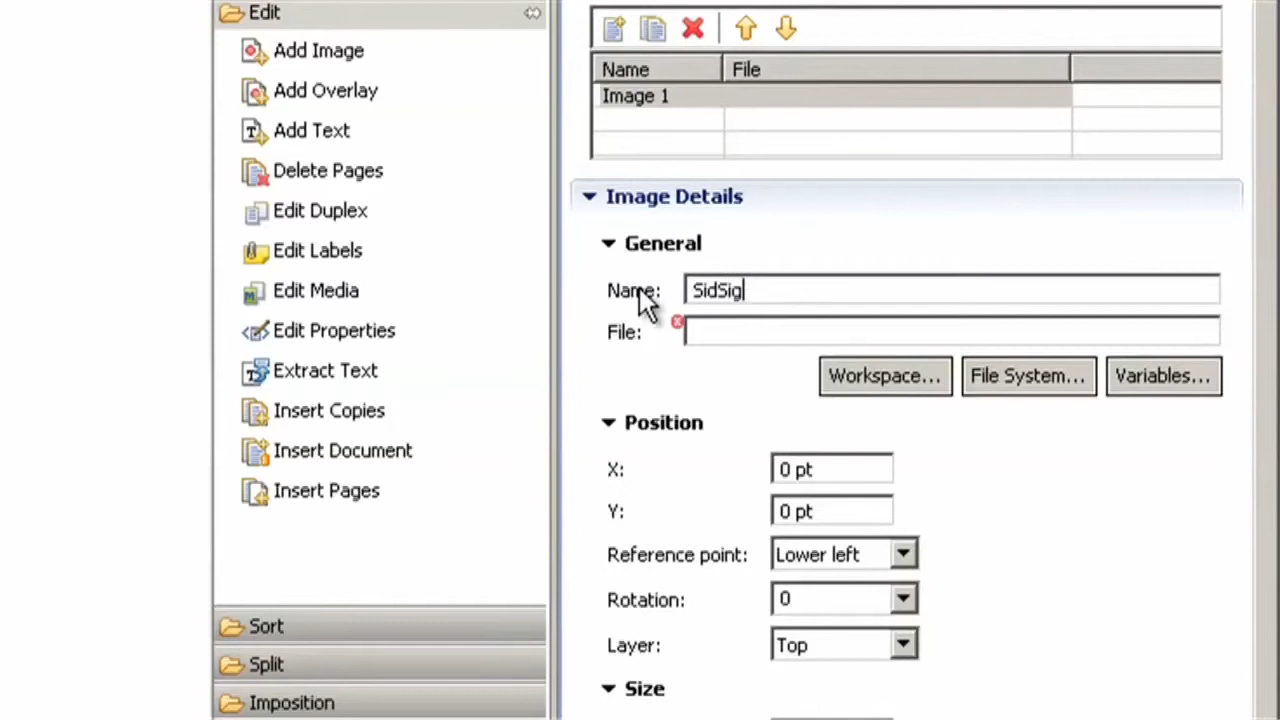 Edit
Add Image
Add Overlay
Add Text
Delete Pages
Edit Duplex
Edit Labels
Edit Media
Edit Properties
Extract Text
Insert Copies
Insert Document
Insert Pages
Sort
Split
Imposition
Name File
Image 1
Image Details
General
Name: SidSig
File:
Workspace... File System... Variables...
Position
X: 0 pt
Y: 0 pt
Reference point: Lower left
Rotation: 0
Layer: Top
Size